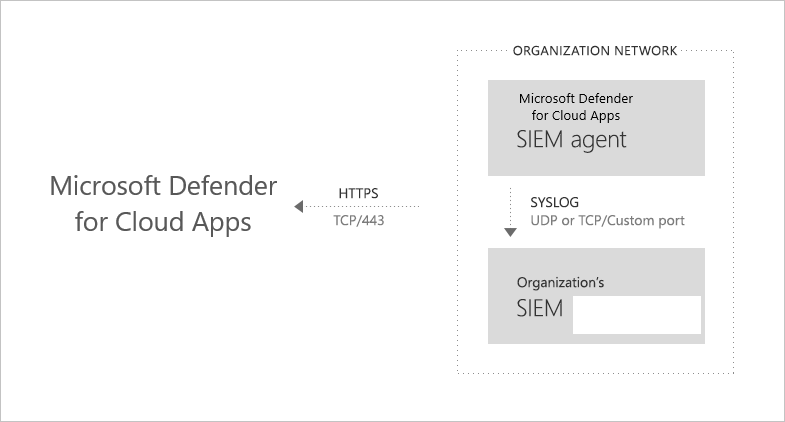 ORGANIZATION NETWORK
Microsoft Defender
for Cloud Apps
SIEM agent
Microsoft Defender
for Cloud Apps
HTTPS
TCP/443
SYSLOG
UDP or TCP/Custom port
Organization's
SIEM